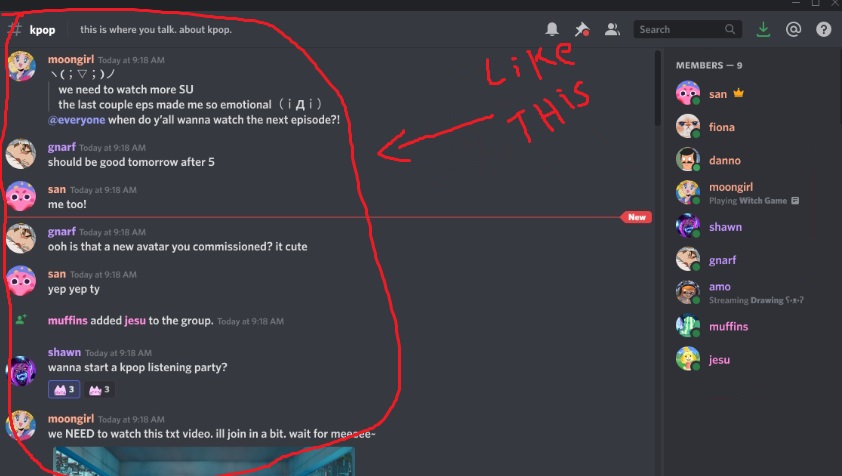 # kpop this is where you talk. about kpop.
Search
LiKE
THiS
moongirl Today at 9:18 AM
ヽ(；▽；)ノ
we need to watch more SU
the last couple eps made me so emotional （ｉДｉ）
@everyone when do y'all wanna watch the next episode?!
gnarf Today at 9:18 AM
should be good tomorrow after 5
san Today at 9:18 AM
me too!
New
gnarf Today at 9:18 AM
ooh is that a new avatar you commissioned? it cute
san Today at 9:18 AM
yep yep ty
muffins added jesu to the group. Today at 9:18 AM
shawn Today at 9:18 AM
wanna start a kpop listening party?
3 3
moongirl Today at 9:18 AM
we NEED to watch this txt video. ill join in a bit. wait for meeeee~
MEMBERS — 9
san
fiona
danno
moongirl
Playing Witch Game
shawn
gnarf
amo
Streaming Drawing ʕ·ᴥ·ʔ
muffins
jesu